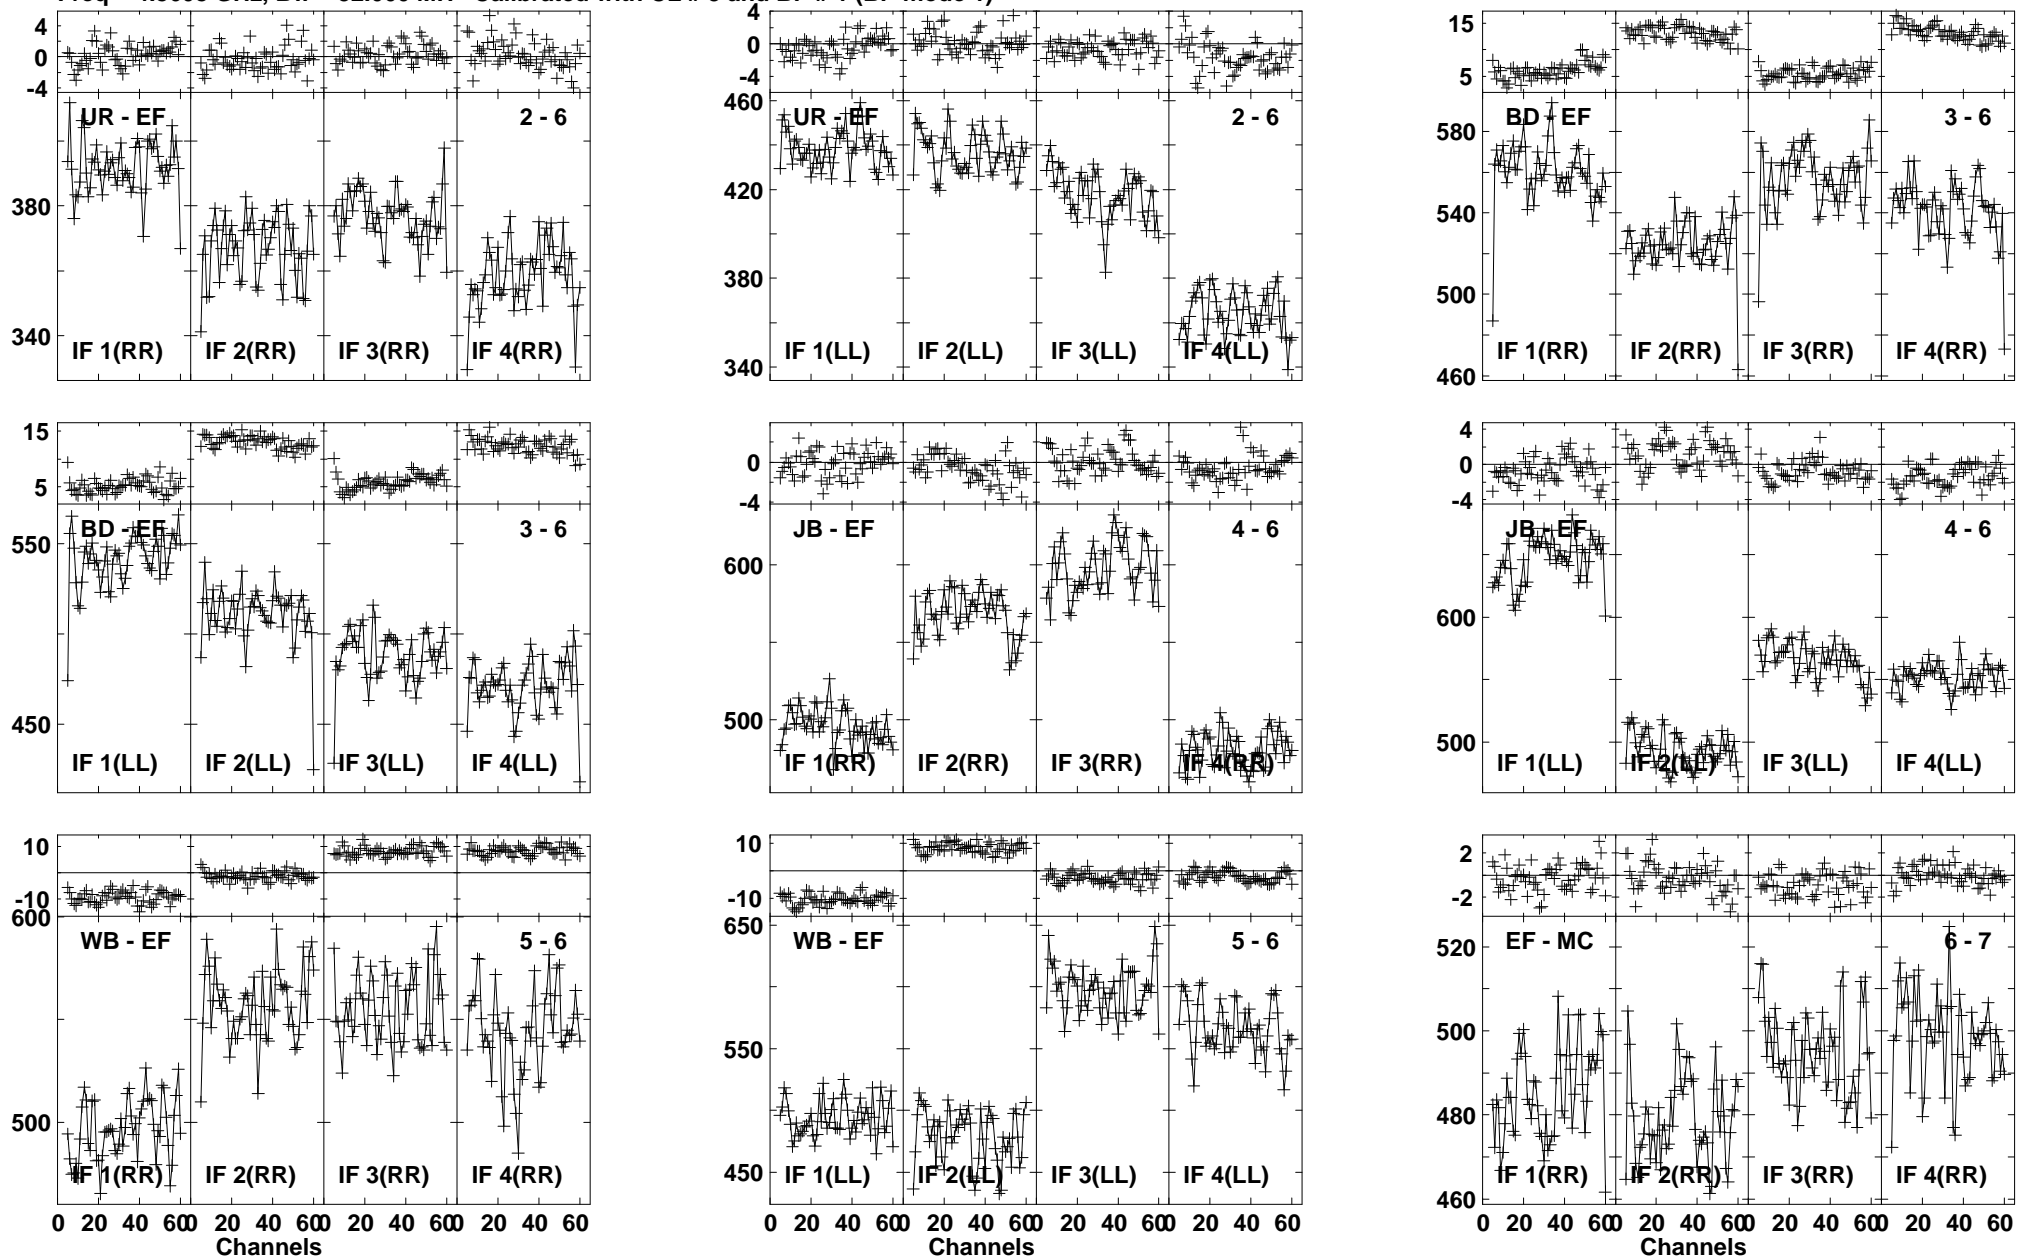 4 4 15
0 0
-4 -4 5
UR - EF 2 - 6 460 UR - EF 2 - 6 BD - EF 3 - 6
580
420
380 540
380 500
340
IF 1(RR) IF 2(RR) IF 3(RR) IF 4(RR) IF 1(LL) IF 2(LL) IF 3(LL) IF 4(LL) IF 1(RR) IF 2(RR) IF 3(RR) IF 4(RR)
340 460
15 4 4
0 0
5 -4 -4
BD - EF 3 - 6 JB - EF 4 - 6 JB - EF 4 - 6
550 600
600
450 500 500
IF 1(LL) IF 2(LL) IF 3(LL) IF 4(LL) IF 1(RR) IF 2(RR) IF 3(RR) IF 4(RR) IF 1(LL) IF 2(LL) IF 3(LL) IF 4(LL)
10 10 2
-10 -10 -2
600 650
WB - EF 5 - 6 WB - EF 5 - 6 EF - MC 6 - 7
520
550 500
500 480
450 460
IF 1(RR) IF 2(RR) IF 3(RR) IF 4(RR) IF 1(LL) IF 2(LL) IF 3(LL) IF 4(LL) IF 1(RR) IF 2(RR) IF 3(RR) IF 4(RR)
0 20 40 60 0 20 40 60 0 20 40 60 0 20 40 60 0 20 40 60 0 20 40 60 0 20 40 60 0 20 40 60 0 20 40 60 0 20 40 60 0 20 40 60 0 20 40 60
Channels Channels